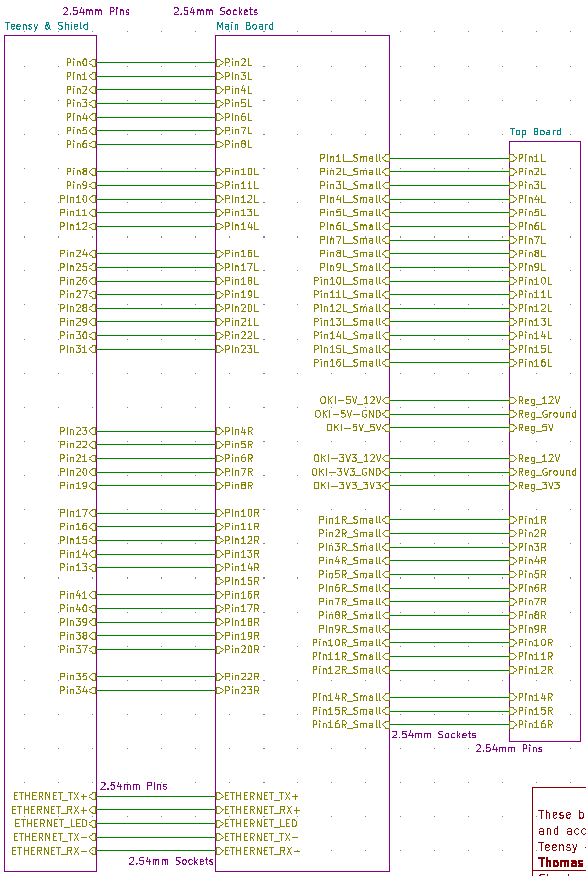 2.54mm Pins 2.54mm Sockets
Teensy & Shield Main Board
Pin0 Pin2L
Pin1 Pin3L
Pin2 Pin4L
Pin3 Pin5L
Pin4 Pin6L
Pin5 Pin7L
Top Board
Pin6 Pin8L
Pin1L_Small Pin1L
Pin8 Pin10L Pin2L_Small Pin2L
Pin9 Pin11L Pin3L_Small Pin3L
Pin10 Pin12L Pin4L_Small Pin4L
Pin11 Pin13L Pin5L_Small Pin5L
Pin12 Pin14L Pin6L_Small Pin6L
Pin7L_Small Pin7L
Pin24 Pin16L Pin8L_Small Pin8L
Pin25 Pin17L Pin9L_Small Pin9L
Pin26 Pin18L Pin10L_Small Pin10L
Pin27 Pin19L Pin11L_Small Pin11L
Pin28 Pin20L Pin12L_Small Pin12L
Pin29 Pin21L Pin13L_Small Pin13L
Pin30 Pin22L Pin14L_Small Pin14L
Pin31 Pin23L Pin15L_Small Pin15L
Pin16L_Small Pin16L
OKI-5V_12V Reg_12V
OKI-5V-GND Reg_Ground
OKI-5V_5V Reg_5V
Pin23 Pin4R
Pin22 Pin5R
Pin21 Pin6R OKI-3V3_12V Reg_12V
Pin20 Pin7R OKI-3V3_GND Reg_Ground
Pin19 Pin8R OKI-3V3_3V3 Reg_3V3
Pin17 Pin10R Pin1R_Small Pin1R
Pin16 Pin11R Pin2R_Small Pin2R
Pin15 Pin12R Pin3R_Small Pin3R
Pin14 Pin13R Pin4R_Small Pin4R
Pin13 Pin14R Pin5R_Small Pin5R
Pin15R Pin6R_Small Pin6R
Pin41 Pin16R Pin7R_Small Pin7R
Pin40 Pin17R Pin8R_Small Pin8R
Pin39 Pin18R Pin9R_Small Pin9R
Pin38 Pin19R Pin10R_Small Pin10R
Pin37 Pin20R Pin11R_Small Pin11R
Pin12R_Small Pin12R
Pin35 Pin22R
Pin34 Pin23R Pin14R_Small Pin14R
Pin15R_Small Pin15R
Pin16R_Small Pin16R
2.54mm Sockets
2.54mm Pins
2.54mm Pins
ETHERNET_TX+ ETHERNET_TX+
ETHERNET_RX+ ETHERNET_RX+
ETHERNET_LED ETHERNET_LED
ETHERNET_TX- ETHERNET_TX-
ETHERNET_RX- ETHERNET_RX-
2.54mm Sockets
These b
and acc
Teensy
Thomas